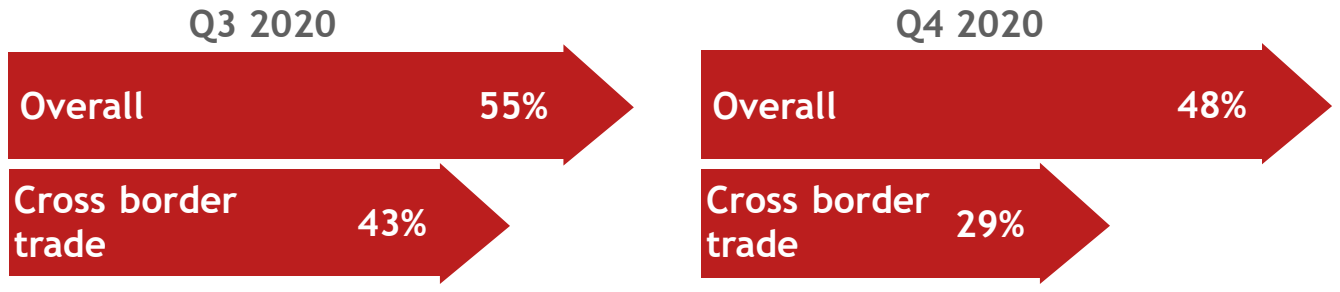 Q3 2020
Overall 55%
Cross border
trade 43%
Q4 2020
Overall 48%
Cross border
trade 29%